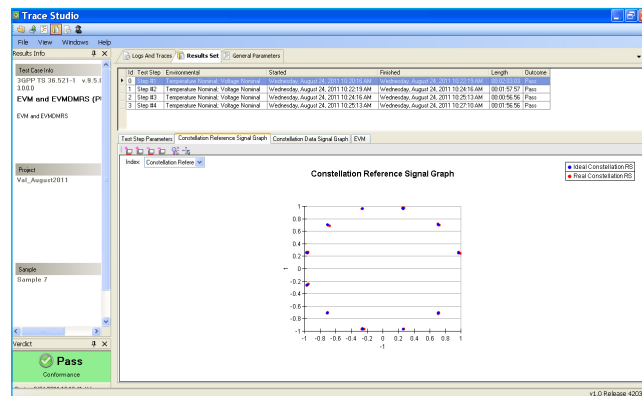 Trace Studio
File View Windows Help
Results Info
Test Case Info
3GPP TS 36.521-1 v.9.5.
3.0.0.0
EVM and EVMDMRS (P
EVM and EVMDMRS
Project
Val_August2011
Sample
Sample 7
Verdict
Pass
Conformance
Logs And Traces Results Set General Parameters
Id Test Step Environmental Started Finished Length Outcome
0 Step #1 Temperature Nominal; Voltage Nominal Wednesday, August 24, 2011 10:20:16 AM Wednesday, August 24, 2011 10:22:19 AM 00:02:03:03 Pass
1 Step #2 Temperature Nominal; Voltage Nominal Wednesday, August 24, 2011 10:22:19 AM Wednesday, August 24, 2011 10:24:16 AM 00:01:57:57 Pass
2 Step #3 Temperature Nominal; Voltage Nominal Wednesday, August 24, 2011 10:24:16 AM Wednesday, August 24, 2011 10:25:13 AM 00:00:56:56 Pass
3 Step #4 Temperature Nominal; Voltage Nominal Wednesday, August 24, 2011 10:25:13 AM Wednesday, August 24, 2011 10:27:10 AM 00:01:56:56 Pass
Test Step Parameters Constellation Reference Signal Graph Constellation Data Signal Graph EVM
Index: Constellation Refere
Constellation Reference Signal Graph
Ideal Constellation RS
Real Constellation RS
1
0.8
0.6
0.4
0.2
0
-0.2
-0.4
-0.6
-0.8
-1
-1 -0.8 -0.6 -0.4 -0.2 0 0.2 0.4 0.6 0.8 1
-1
v1.0 Release 4203